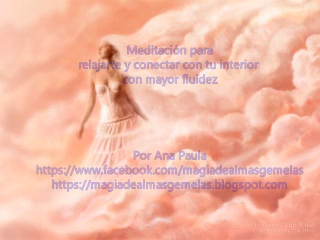 Meditación para
relajarte y conectar con tu interior
con mayor fluidez
Por Ana Paula
https://www.facebook.com/magiadealmasgemelas
https://magiadealmasgemelas.blogspot.com